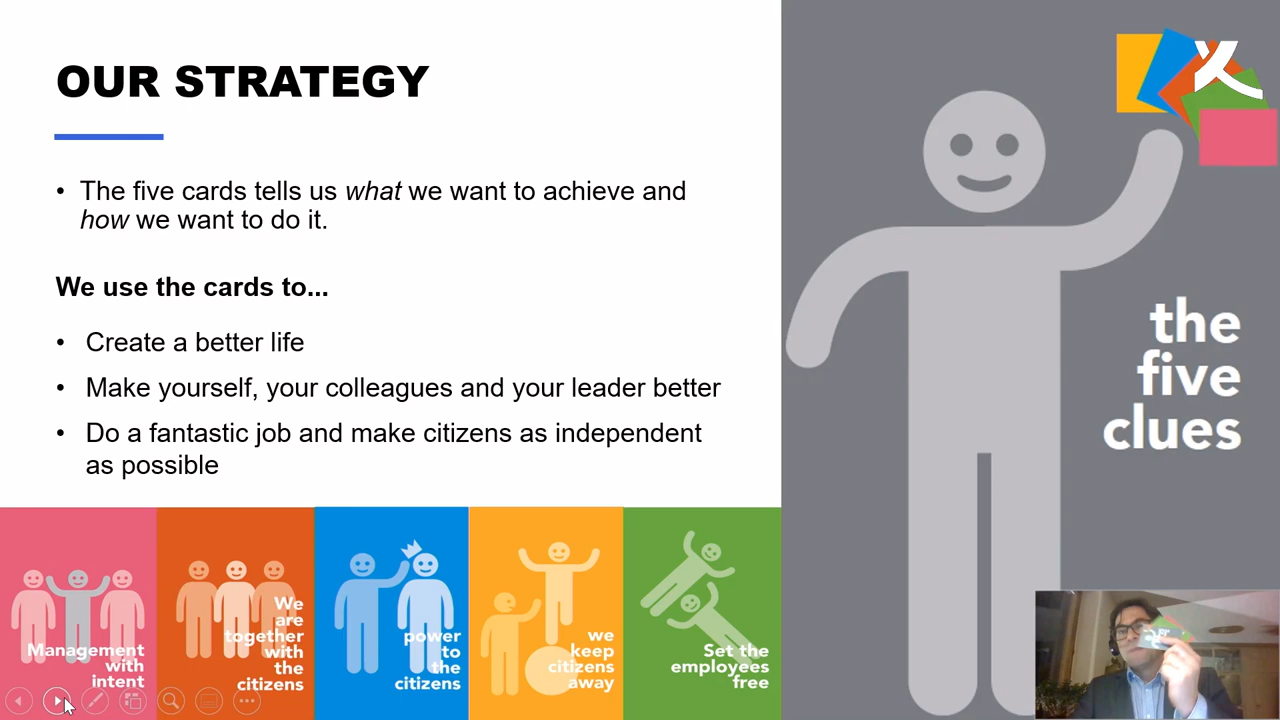 OUR STRATEGY
• The five cards tells us what we want to achieve and
how we want to do it.
We use the cards to...
• Create a better life
• Make yourself, your colleagues and your leader better
• Do a fantastic job and make citizens as independent
as possible
the
five
clues
Management
with
intent
We
are
together
with
the
citizens
power
to
the
citizens
we
keep
citizens
away
Set the
employees
free